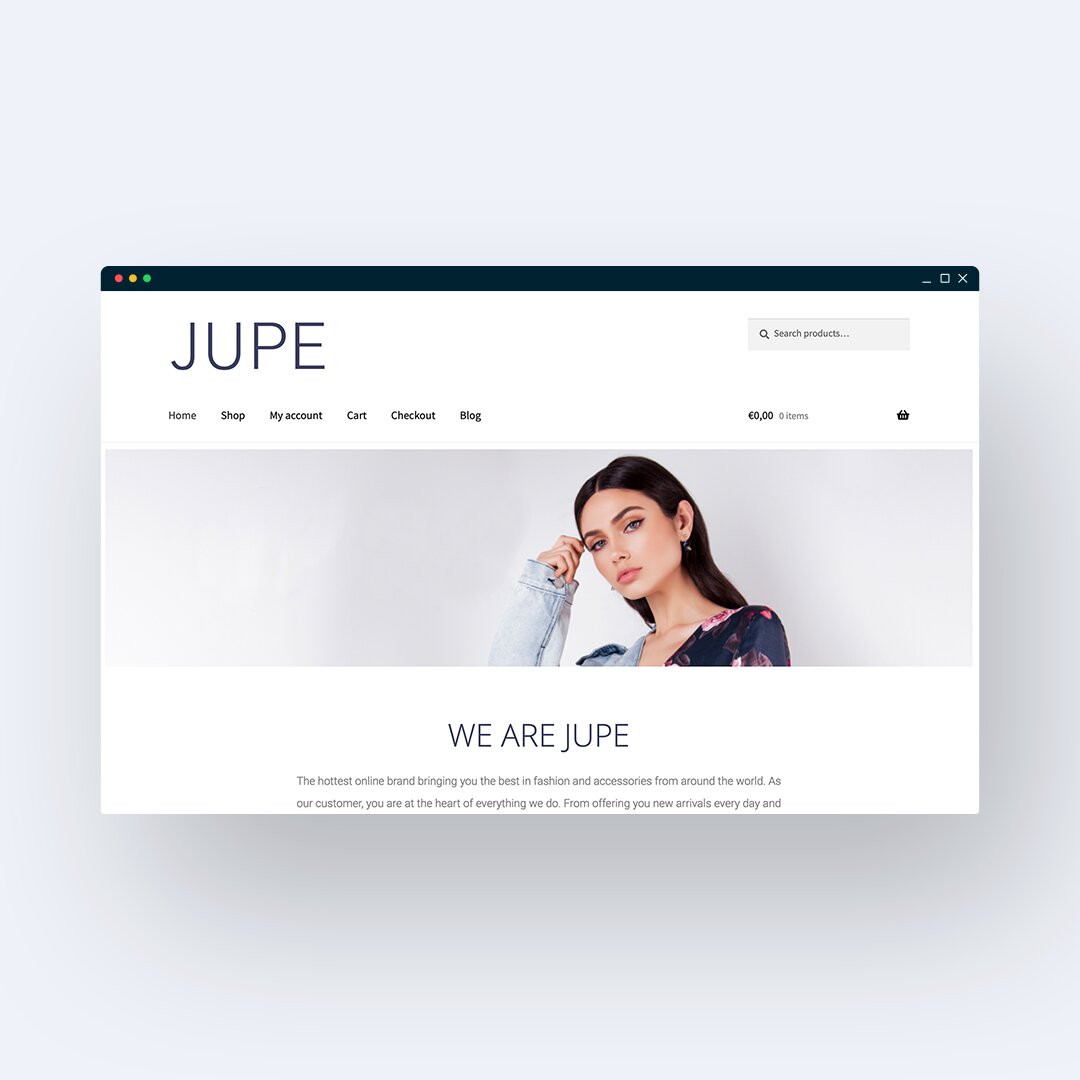 JUPE
Search products...
Home Shop My account Cart Checkout Blog €0,00 0 items
WE ARE JUPE
The hottest online brand bringing you the best in fashion and accessories from around the world. As
our customer, you are at the heart of everything we do. From offering you new arrivals every day and